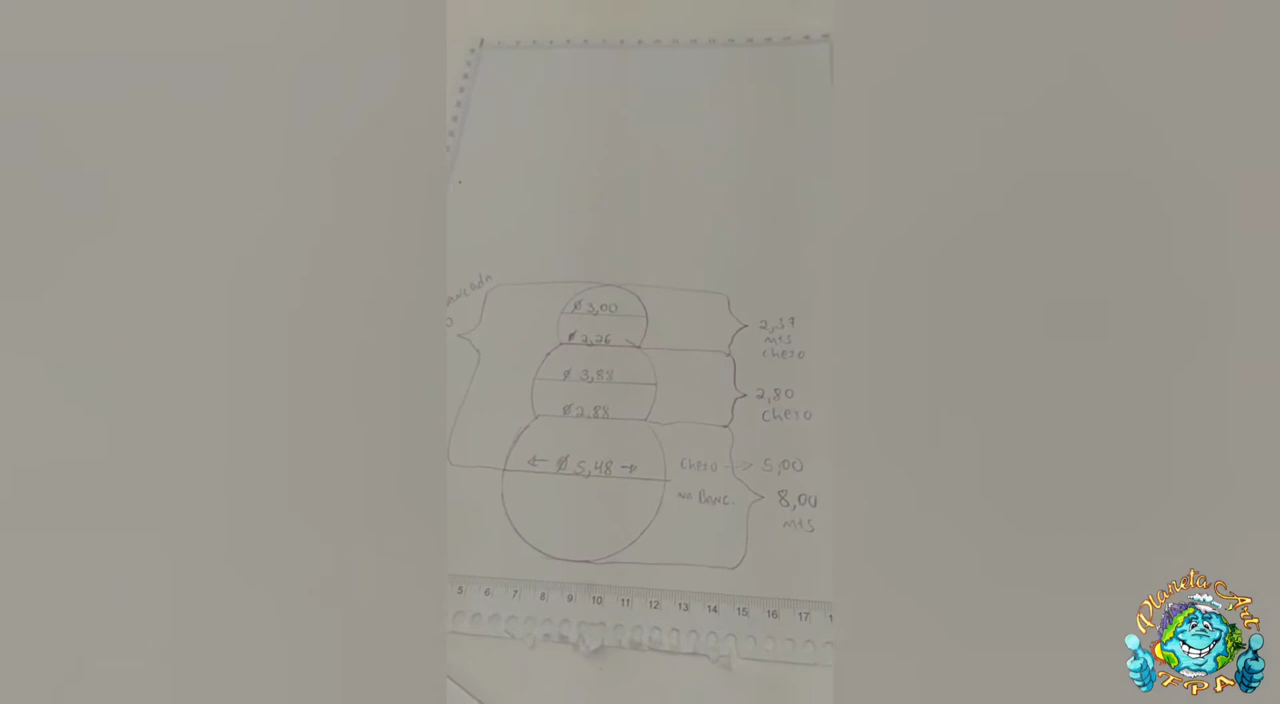 Ø 3,00
Ø 2,26
2,37
mts
cheio
Ø 3,88
Ø 2,88
2,80
cheio
← Ø 5,48 →
cheio → 5,00
na banc.
8,00
mts
5 6 7 8 9 10 11 12 13 14 15 16 17
Planeta Art
TPA